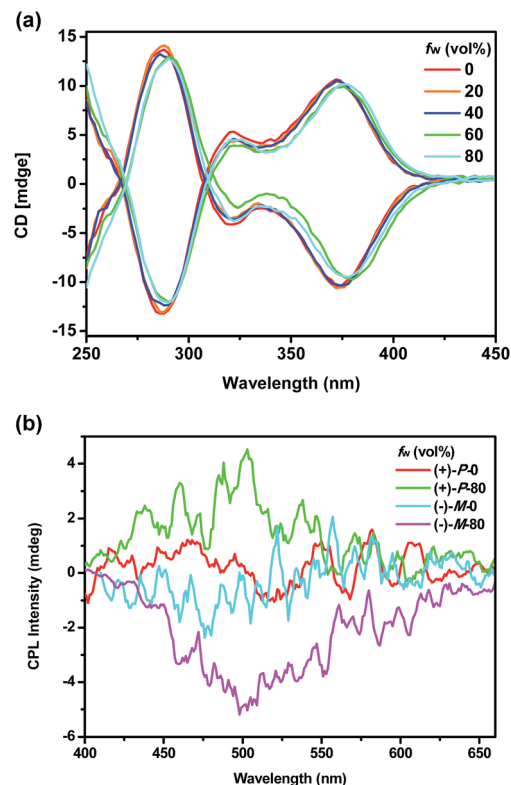 (a)
15
10
5
0
-5
-10
-15
CD [mdge]
fw (vol%)
0
20
40
60
80
250 300 350 400 450
Wavelength (nm)
(b)
4
2
0
-2
-4
-6
CPL Intensity (mdeg)
fw (vol%)
(+)-P-0
(+)-P-80
(-)-M-0
(-)-M-80
400 450 500 550 600 650
Wavelength (nm)